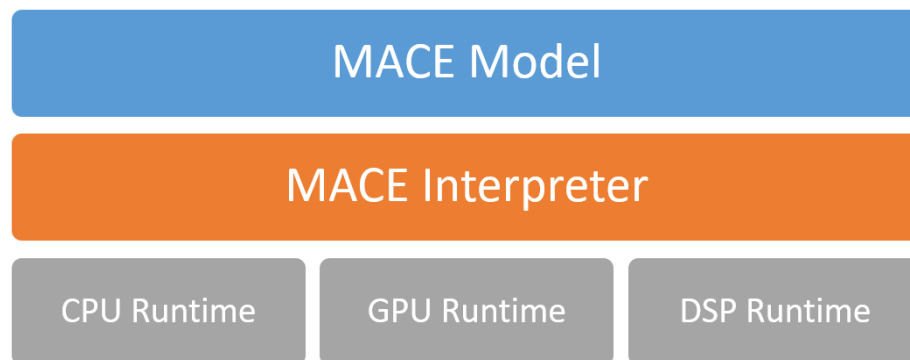 MACE Model
MACE Interpreter
CPU Runtime
GPU Runtime
DSP Runtime